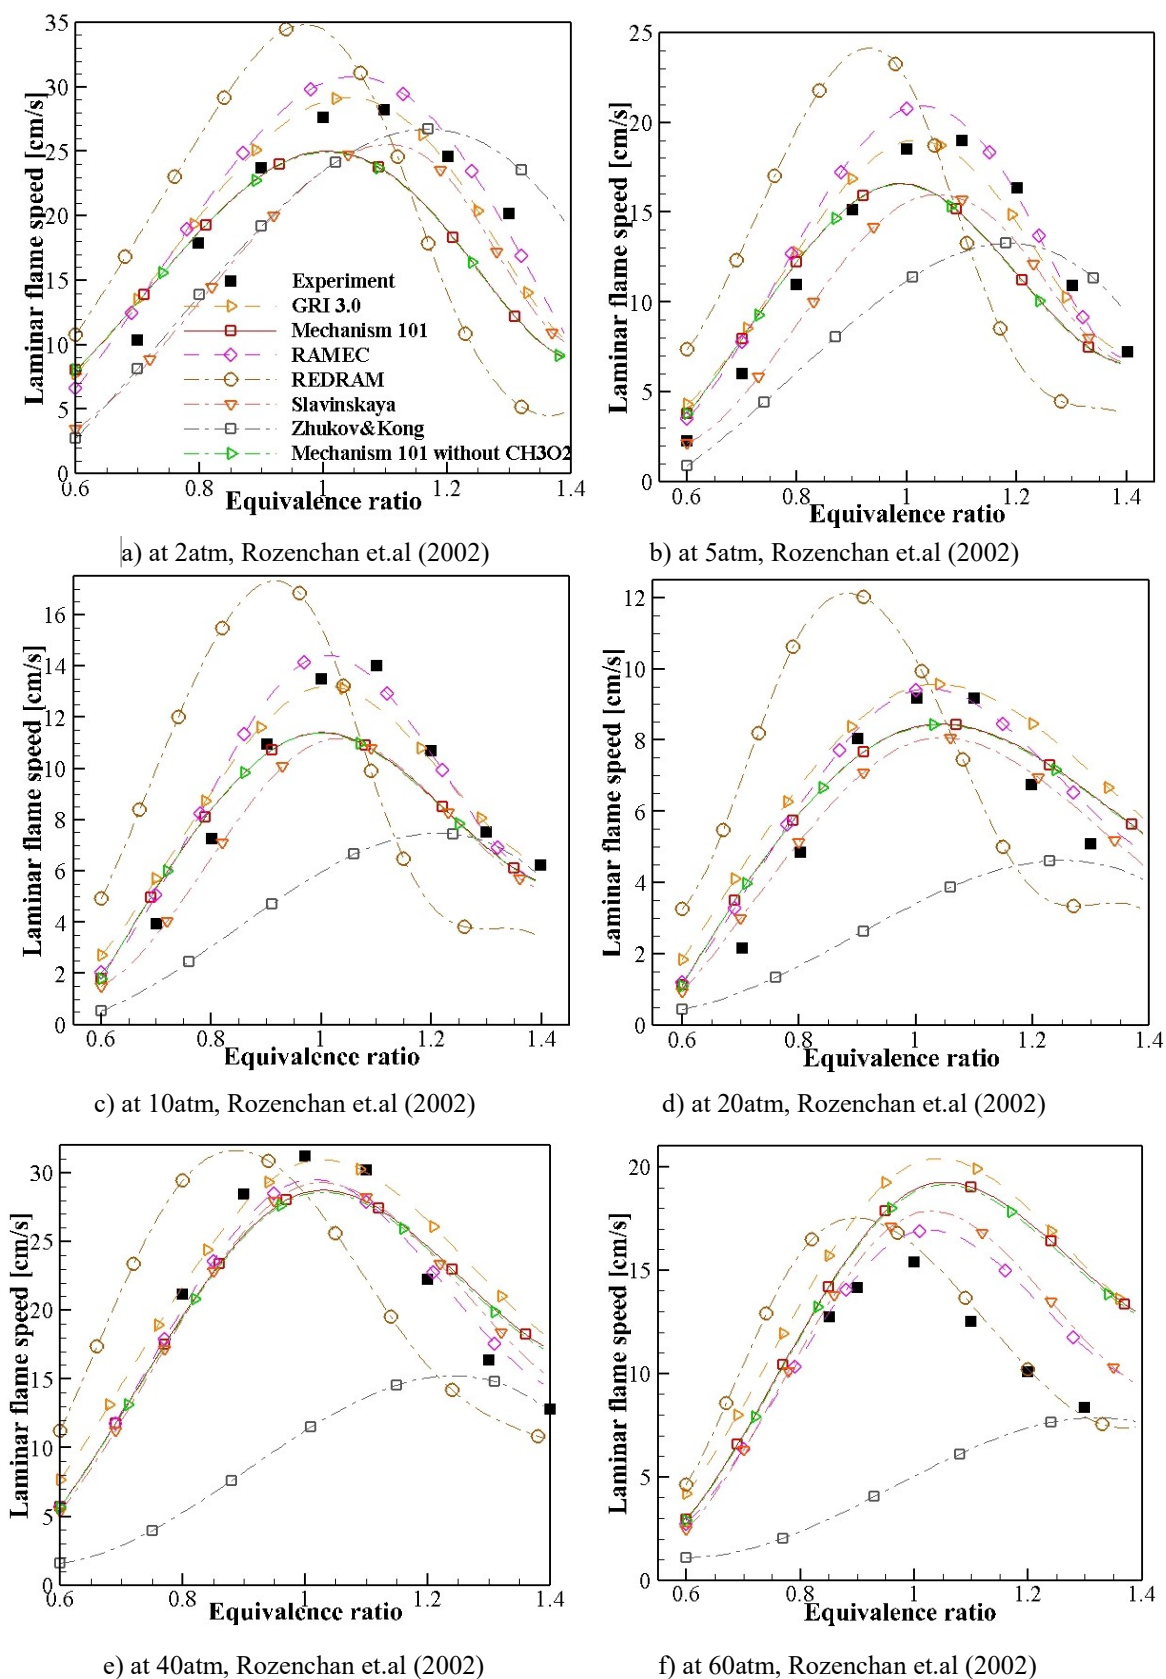 35
30
25
20
15
10
5
0
Laminar flame speed [cm/s]
Experiment
GRI 3.0
Mechanism 101
RAMEC
REDRAM
Slavinskaya
Zhukov&Kong
Mechanism 101 without CH3O2
0.6 0.8 1 1.2 1.4
Equivalence ratio
a) at 2atm, Rozenchan et.al (2002)
25
20
15
10
5
0
Laminar flame speed [cm/s]
0.6 0.8 1 1.2 1.4
Equivalence ratio
b) at 5atm, Rozenchan et.al (2002)
16
14
12
10
8
6
4
2
0
Laminar flame speed [cm/s]
0.6 0.8 1 1.2 1.4
Equivalence ratio
c) at 10atm, Rozenchan et.al (2002)
12
10
8
6
4
2
0
Laminar flame speed [cm/s]
0.6 0.8 1 1.2 1.4
Equivalence ratio
d) at 20atm, Rozenchan et.al (2002)
30
25
20
15
10
5
0
Laminar flame speed [cm/s]
0.6 0.8 1 1.2 1.4
Equivalence ratio
e) at 40atm, Rozenchan et.al (2002)
20
15
10
5
0
Laminar flame speed [cm/s]
0.6 0.8 1 1.2 1.4
Equivalence ratio
f) at 60atm, Rozenchan et.al (2002)